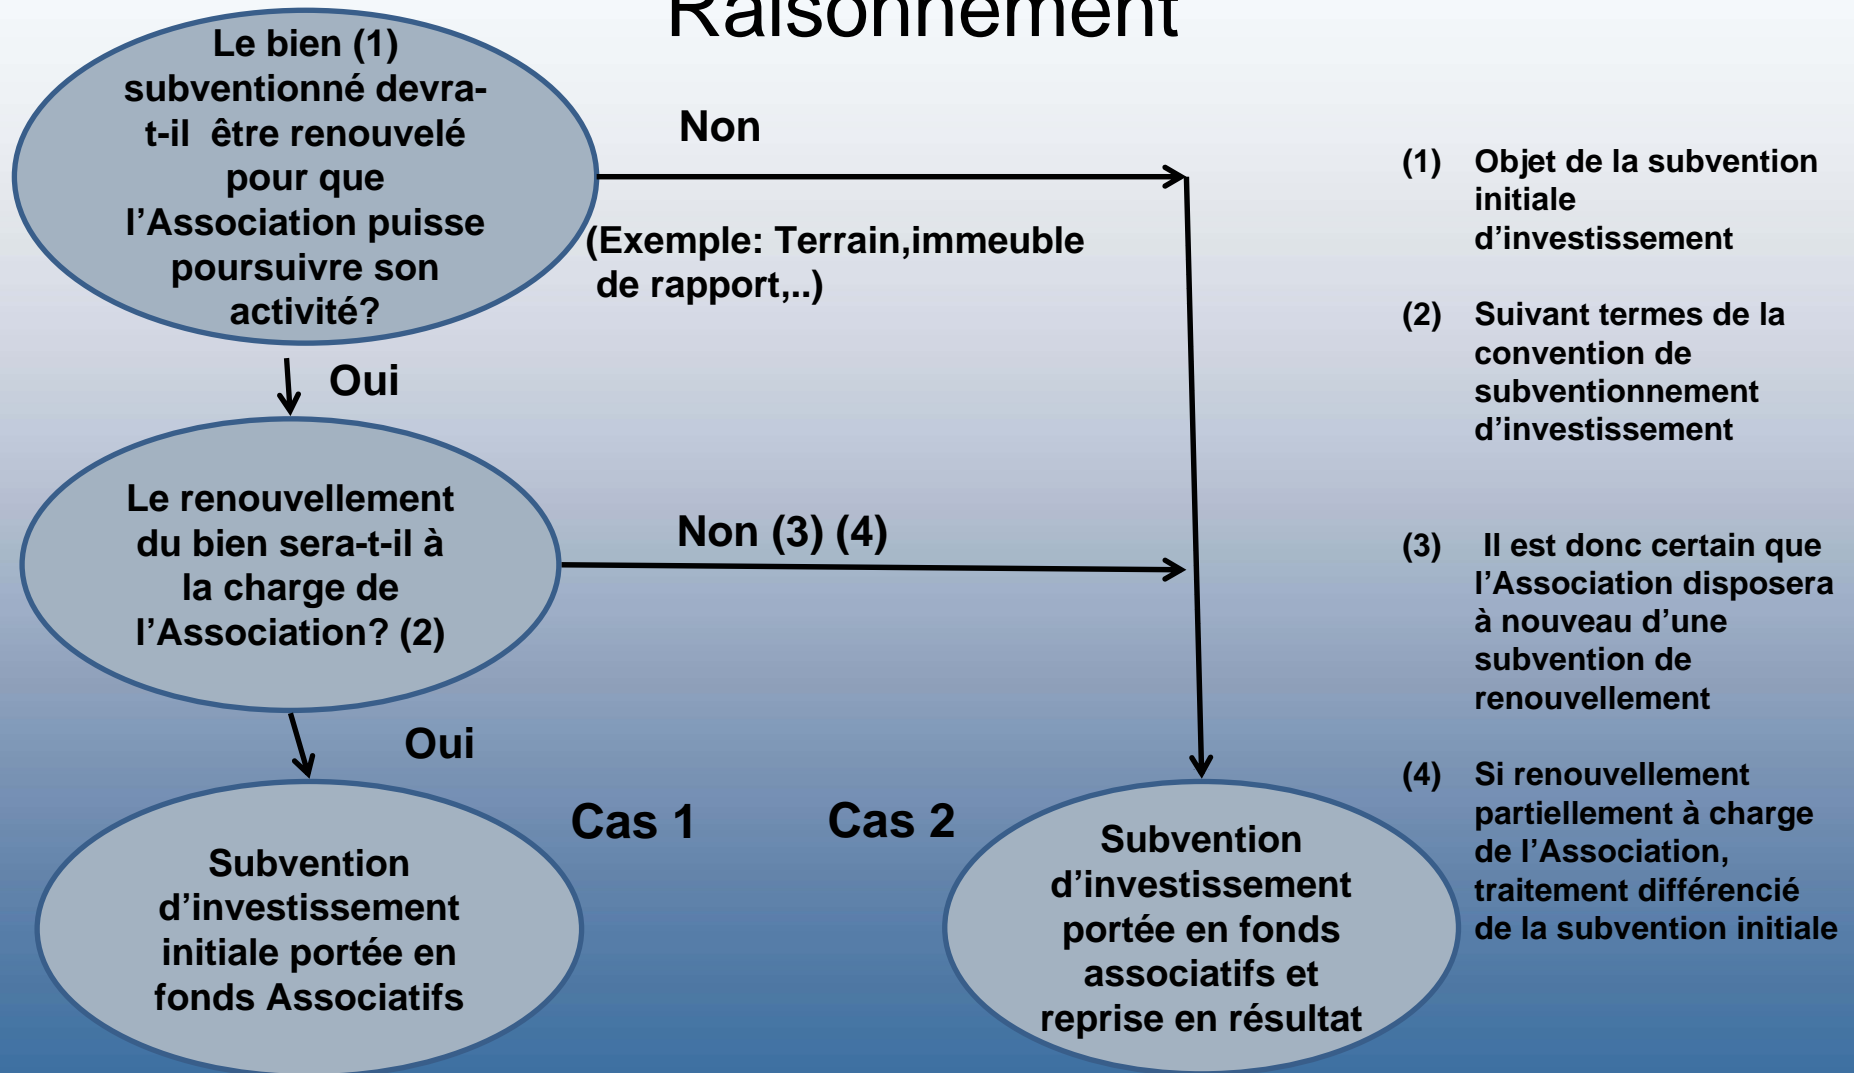 Raisonnement
Le bien (1)
subventionné devra-
t-il être renouvelé
pour que
l’Association puisse
poursuivre son
activité?
Non
(Exemple: Terrain,immeuble
de rapport,..)
Oui
Le renouvellement
du bien sera-t-il à
la charge de
l’Association? (2)
Non (3) (4)
Oui
Subvention
d’investissement
initiale portée en
fonds Associatifs
Cas 1
Cas 2
Subvention
d’investissement
portée en fonds
associatifs et
reprise en résultat
(1) Objet de la subvention
initiale
d’investissement
(2) Suivant termes de la
convention de
subventionnement
d’investissement
(3) Il est donc certain que
l’Association disposera
à nouveau d’une
subvention de
renouvellement
(4) Si renouvellement
partiellement à charge
de l’Association,
traitement différencié
de la subvention initiale